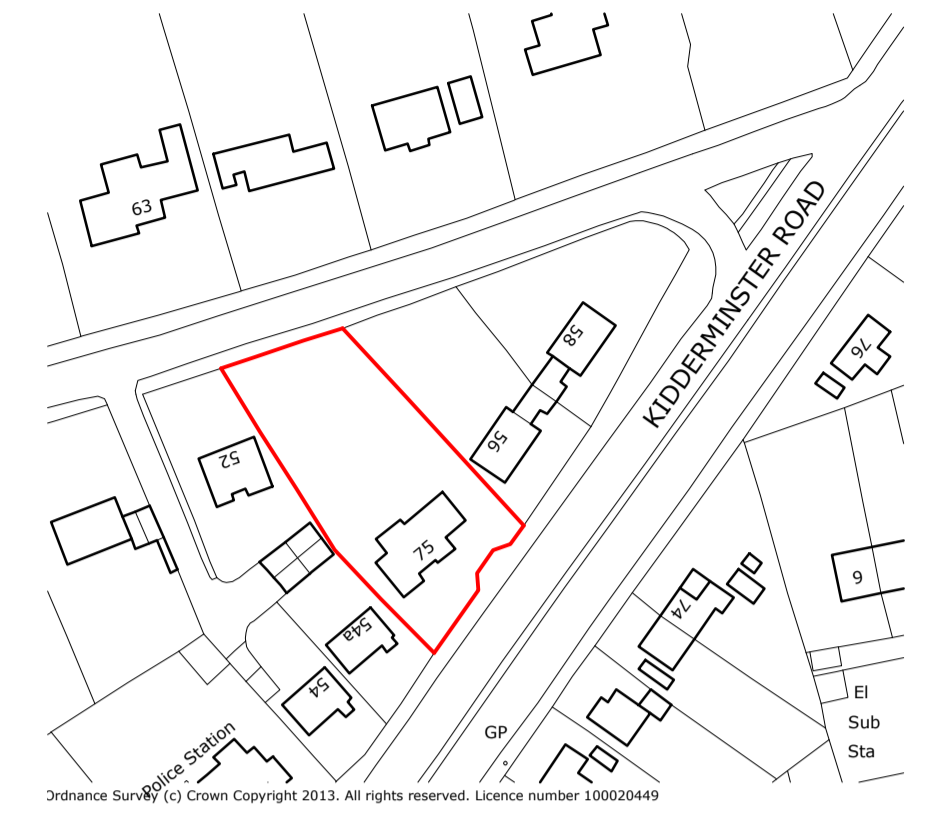 63
58
KIDDERMINSTER ROAD
76
52
56
75
9
74
54a
54
El
Sub
Sta
GP
Police Station
Ordnance Survey (c) Crown Copyright 2013. All rights reserved. Licence number 100020449